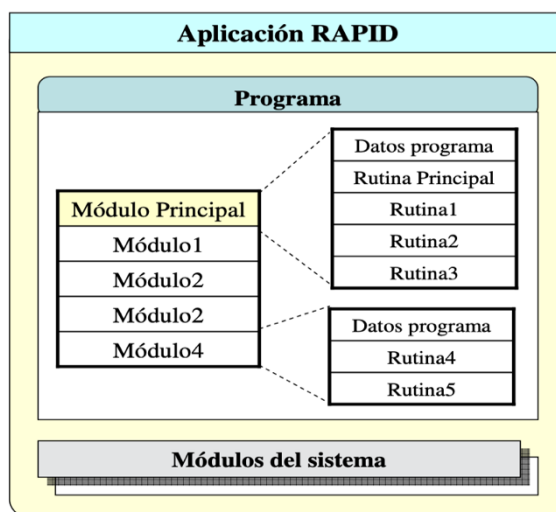 Aplicación RAPID
Programa
Módulo Principal
Módulo1
Módulo2
Módulo2
Módulo4
Datos programa
Rutina Principal
Rutina1
Rutina2
Rutina3
Datos programa
Rutina4
Rutina5
Módulos del sistema